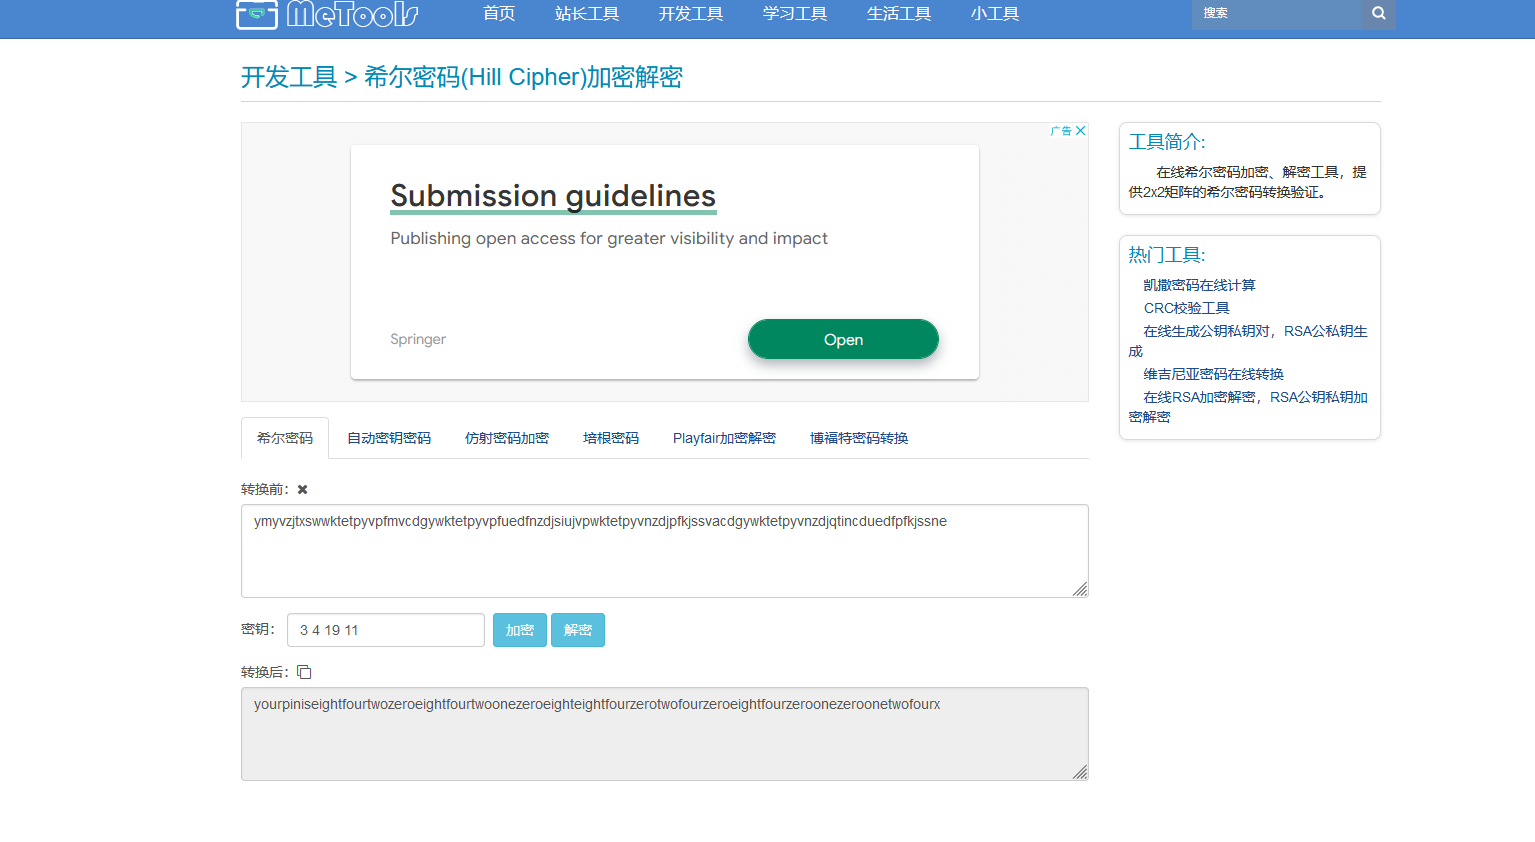 MeTools
首页 站长工具 开发工具 学习工具 生活工具 小工具
搜索
开发工具 > 希尔密码(Hill Cipher)加密解密
广告
Submission guidelines
Publishing open access for greater visibility and impact
Springer
Open
工具简介:
在线希尔密码加密、解密工具，提
供2x2矩阵的希尔密码转换验证。
热门工具:
凯撒密码在线计算
CRC校验工具
在线生成公钥私钥对，RSA公私钥生
成
维吉尼亚密码在线转换
在线RSA加密解密，RSA公钥私钥加
密解密
希尔密码 自动密钥密码 仿射密码加密 培根密码 Playfair加密解密 博福特密码转换
转换前：
ymyvzjtxswwktetpyvpfmvcdgywktetpyvpfuedfnzdjsiujvpwktetpyvnzdjpfkjssvacdgywktetpyvnzdjqtincduedfpfkjssne
密钥： 3 4 19 11 加密 解密
转换后：
yourpiniseightfourtwozeroeightfourtwoonezeroeighteightfourzerotwofourzeroeightfourzeroonezeroonetwofourx